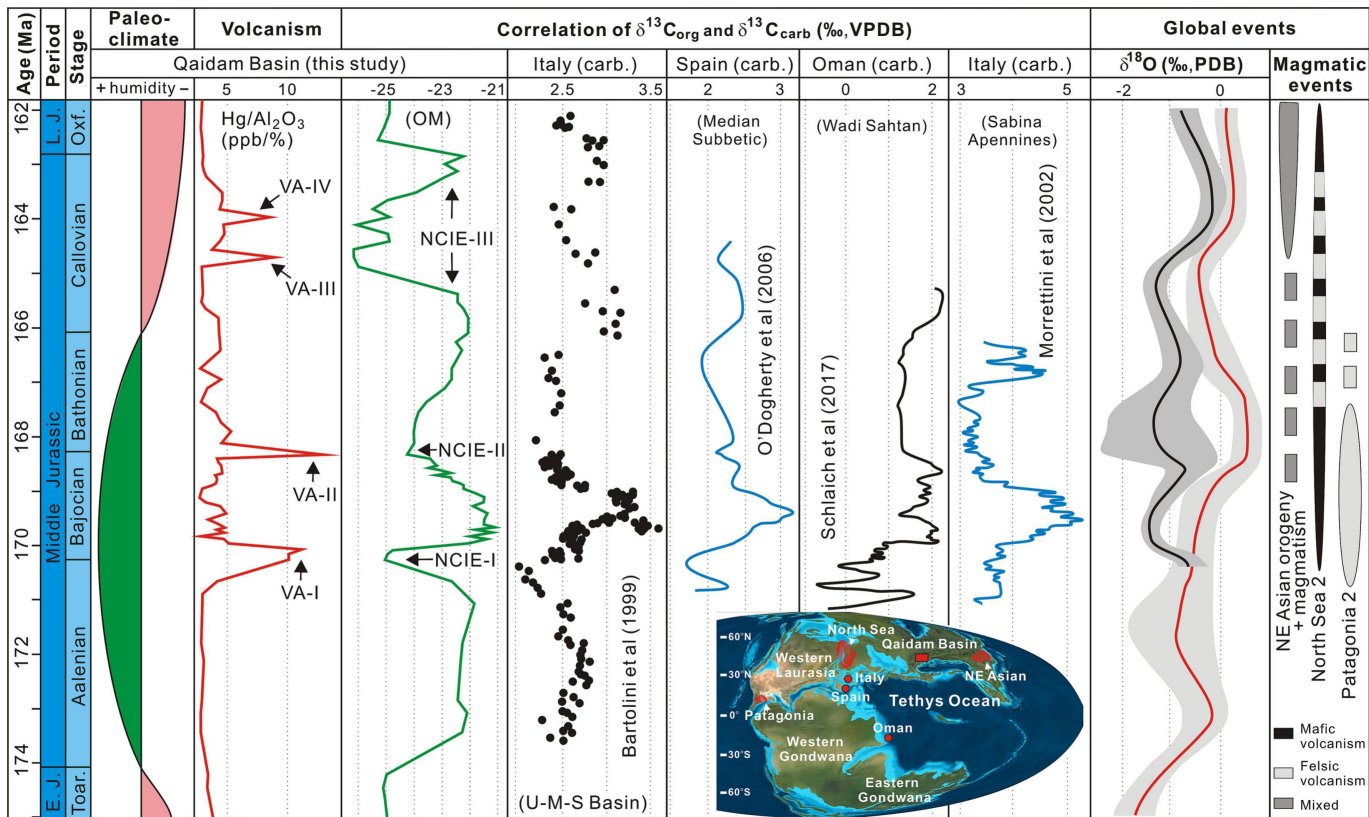 Age (Ma)
Period
Stage
Paleo-
climate
Volcanism
Correlation of δ¹³Corg and δ¹³Ccarb (‰,VPDB)
Global events
Qaidam Basin (this study)
Italy (carb.)
Spain (carb.)
Oman (carb.)
Italy (carb.)
δ¹⁸O (‰,PDB)
Magmatic
events
+ humidity −
5 10
-25 -23 -21
2.5 3.5
2 3
0 2
4 5
-2 0
Hg/Al₂O₃
(ppb/%)
(OM)
(Median
Subbetic)
(Wadi Sahtan)
(Sabina
Apennines)
162
164
166
168
170
172
174
L. J.
Middle Jurassic
E. J.
Oxf.
Callovian
Bathonian
Bajocian
Aalenian
Toar.
VA-IV
VA-III
VA-II
VA-I
NCIE-III
NCIE-II
NCIE-I
Bartolini et al (1999)
(U-M-S Basin)
O'Dogherty et al (2006)
Schlaich et al (2017)
Morrettini et al (2002)
60°N
30°N
0°
30°S
60°S
North Sea
Qaidam Basin
Western
Laurasia
Italy
Spain
NE Asian
Tethys Ocean
Patagonia
Oman
Western
Gondwana
Eastern
Gondwana
NE Asian orogeny
+ magmatism
North Sea 2
Patagonia 2
Mafic
volcanism
Felsic
volcanism
Mixed